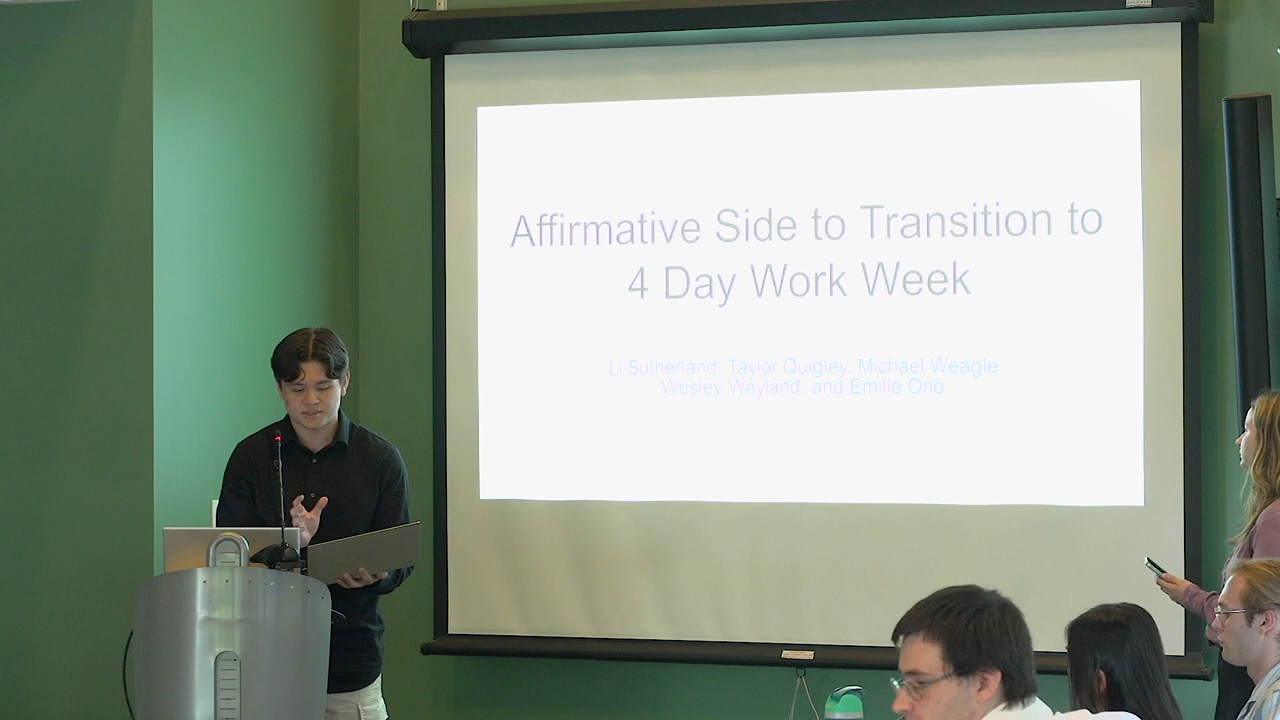 Affirmative Side to Transition to
4 Day Work Week
LI Sutherland, Taylor Quigley, Michael Weagle,
Wesley Wayland, and Emilie Ono